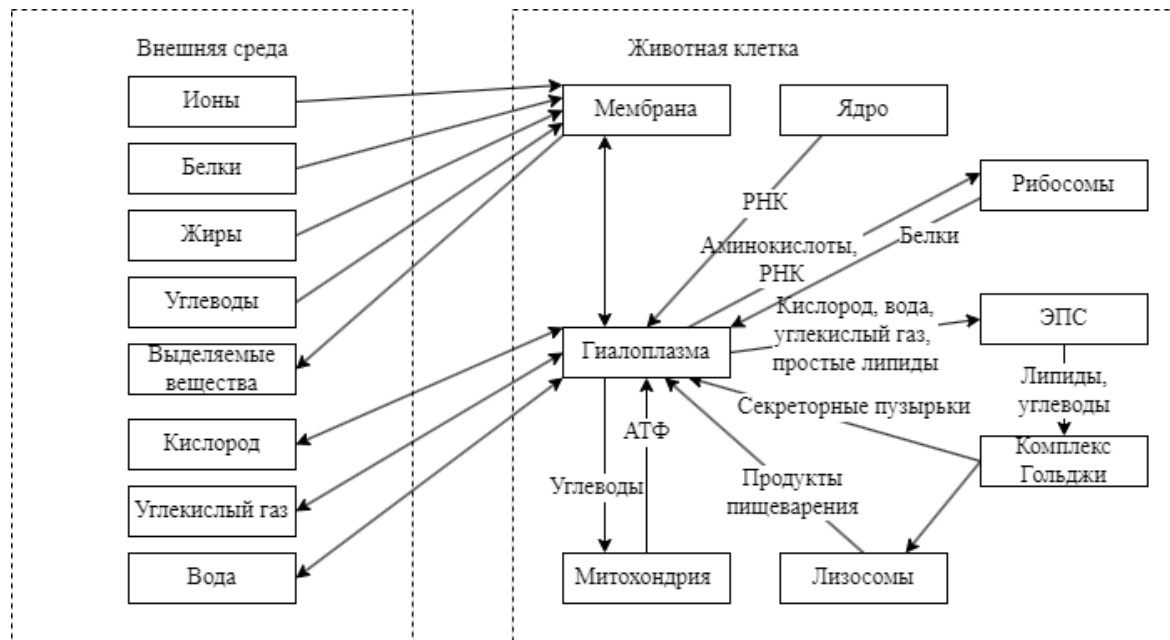 Внешняя среда
Ионы
Белки
Жиры
Углеводы
Выделяемые
вещества
Кислород
Углекислый газ
Вода
Животная клетка
Мембрана
Ядро
Рибосомы
РНК
Аминокислоты,
РНК
Белки
Гиалоплазма
Кислород, вода,
углекислый газ,
простые липиды
ЭПС
Липиды,
углеводы
Секреторные пузырьки
Комплекс
Гольджи
АТФ
Углеводы
Продукты
пищеварения
Митохондрия
Лизосомы